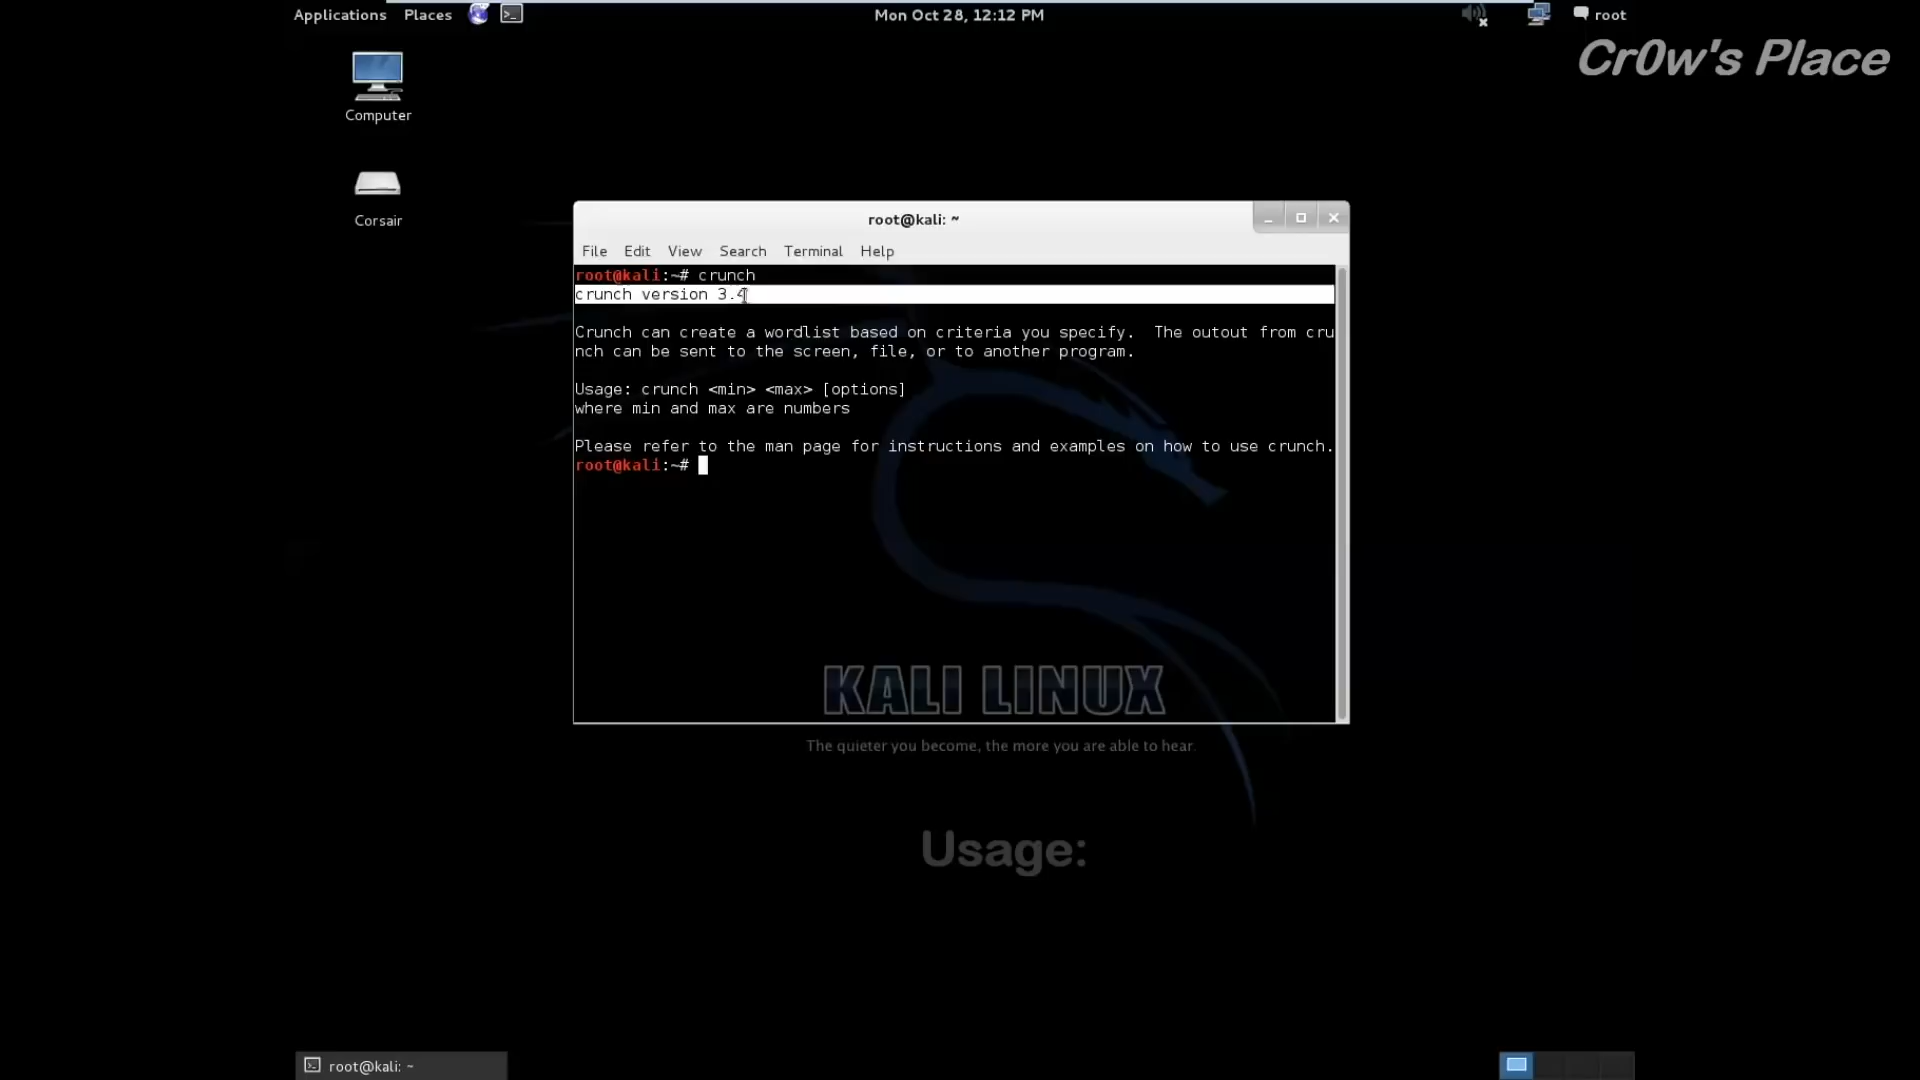 Applications Places Mon Oct 28, 12:12 PM root
Cr0w's Place
Computer
Corsair
root@kali: ~
File Edit View Search Terminal Help
root@kali:~# crunch
crunch version 3.4
Crunch can create a wordlist based on criteria you specify.  The outout from cru
nch can be sent to the screen, file, or to another program.
Usage: crunch <min> <max> [options]
where min and max are numbers
Please refer to the man page for instructions and examples on how to use crunch.
root@kali:~#
KALI LINUX
The quieter you become, the more you are able to hear.
Usage:
root@kali: ~